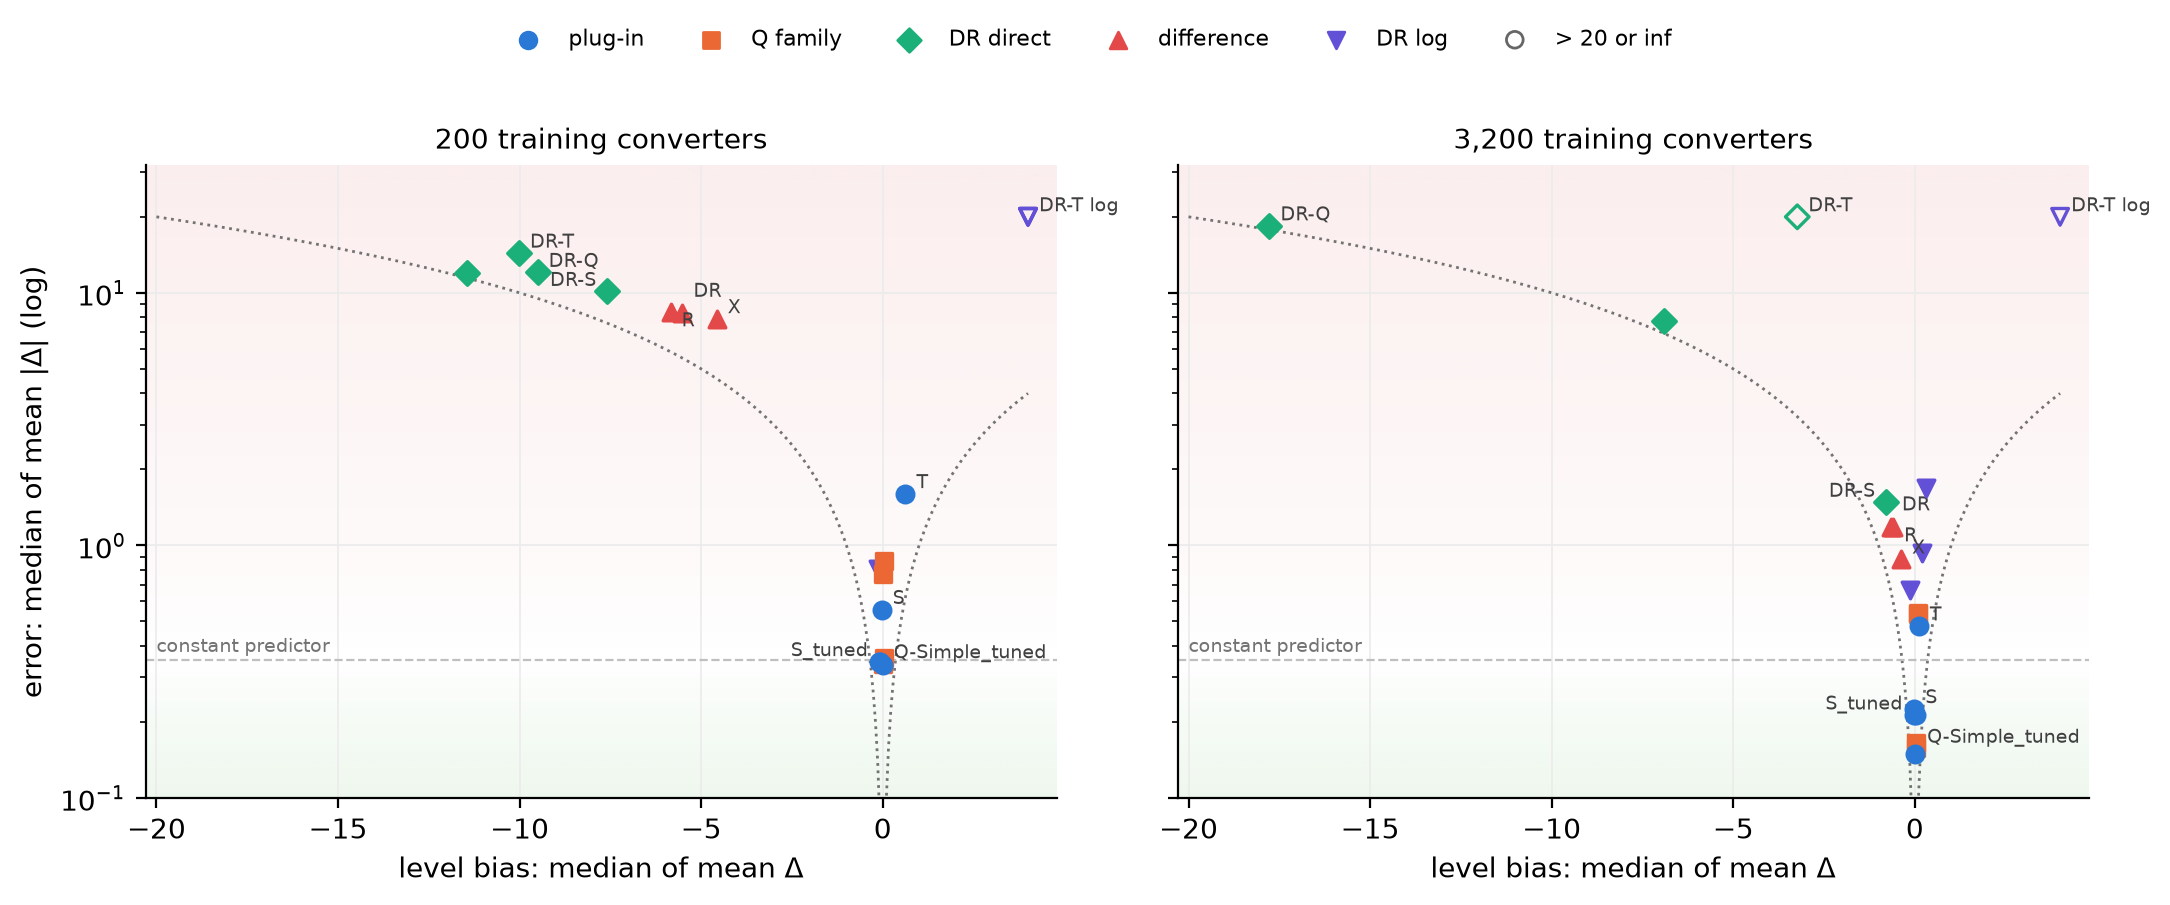 plug-in
Q family
DR direct
difference
DR log
> 20 or inf
200 training converters
error: median of mean |Δ| (log)
10¹
10⁰
10⁻¹
DR-T log
DR-T
DR-Q
DR-S
DR
X
R
T
S
constant predictor
S_tuned
Q-Simple_tuned
−20
−15
−10
−5
0
level bias: median of mean Δ
3,200 training converters
DR-Q
DR-T
DR-T log
DR-S
DR
R
X
T
constant predictor
S
S_tuned
Q-Simple_tuned
−20
−15
−10
−5
0
level bias: median of mean Δ